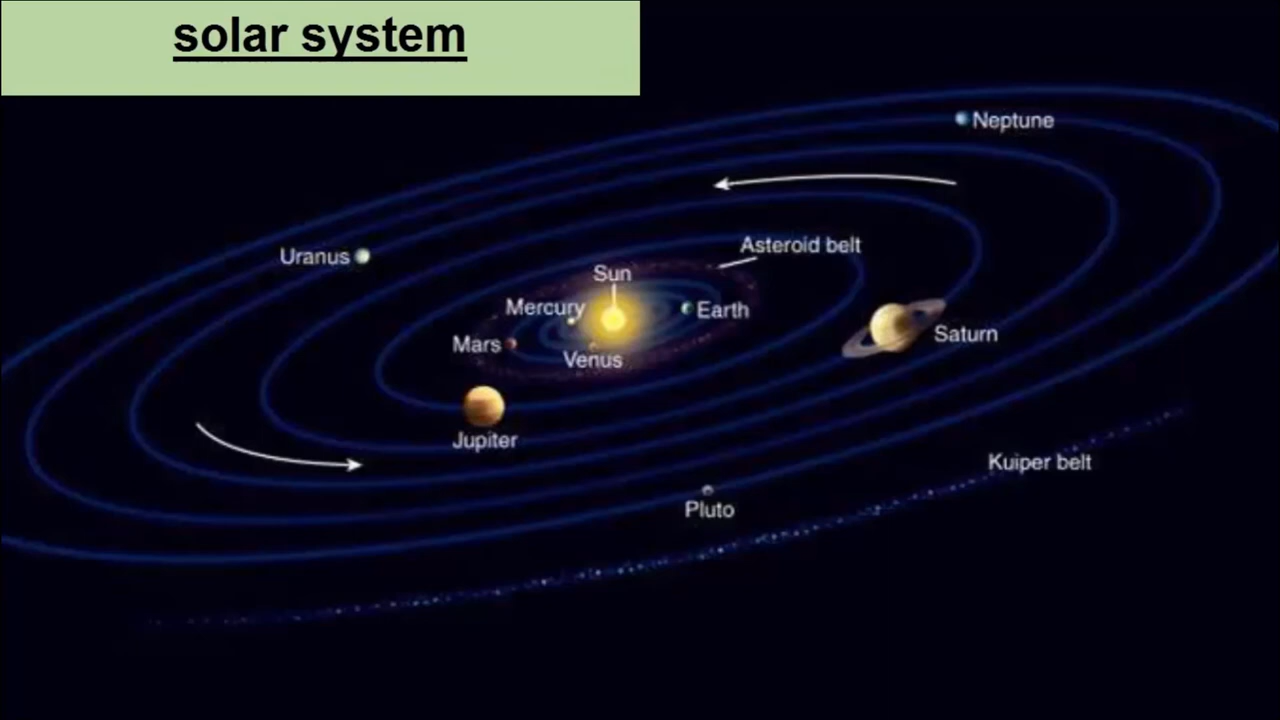 solar system
Neptune
Asteroid belt
Uranus
Sun
Mercury
Earth
Saturn
Mars
Venus
Jupiter
Kuiper belt
Pluto